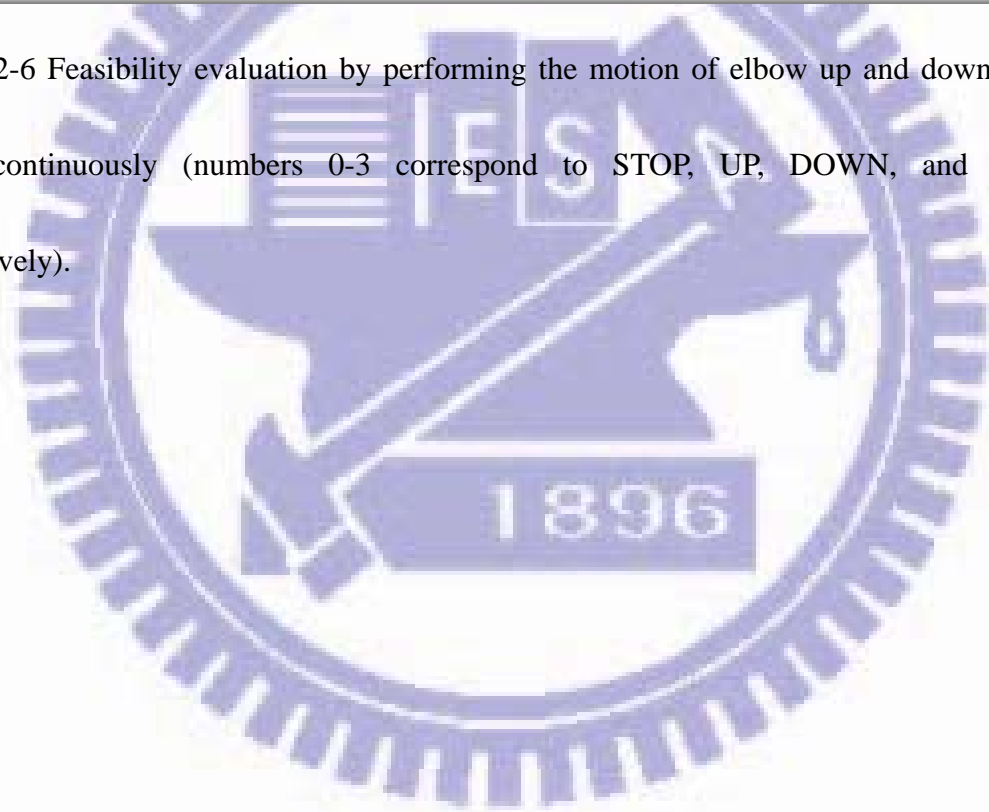 2-6 Feasibility evaluation by performing the motion of elbow up and down
continuously (numbers 0-3 correspond to STOP, UP, DOWN, and
vely).
E S A
1896